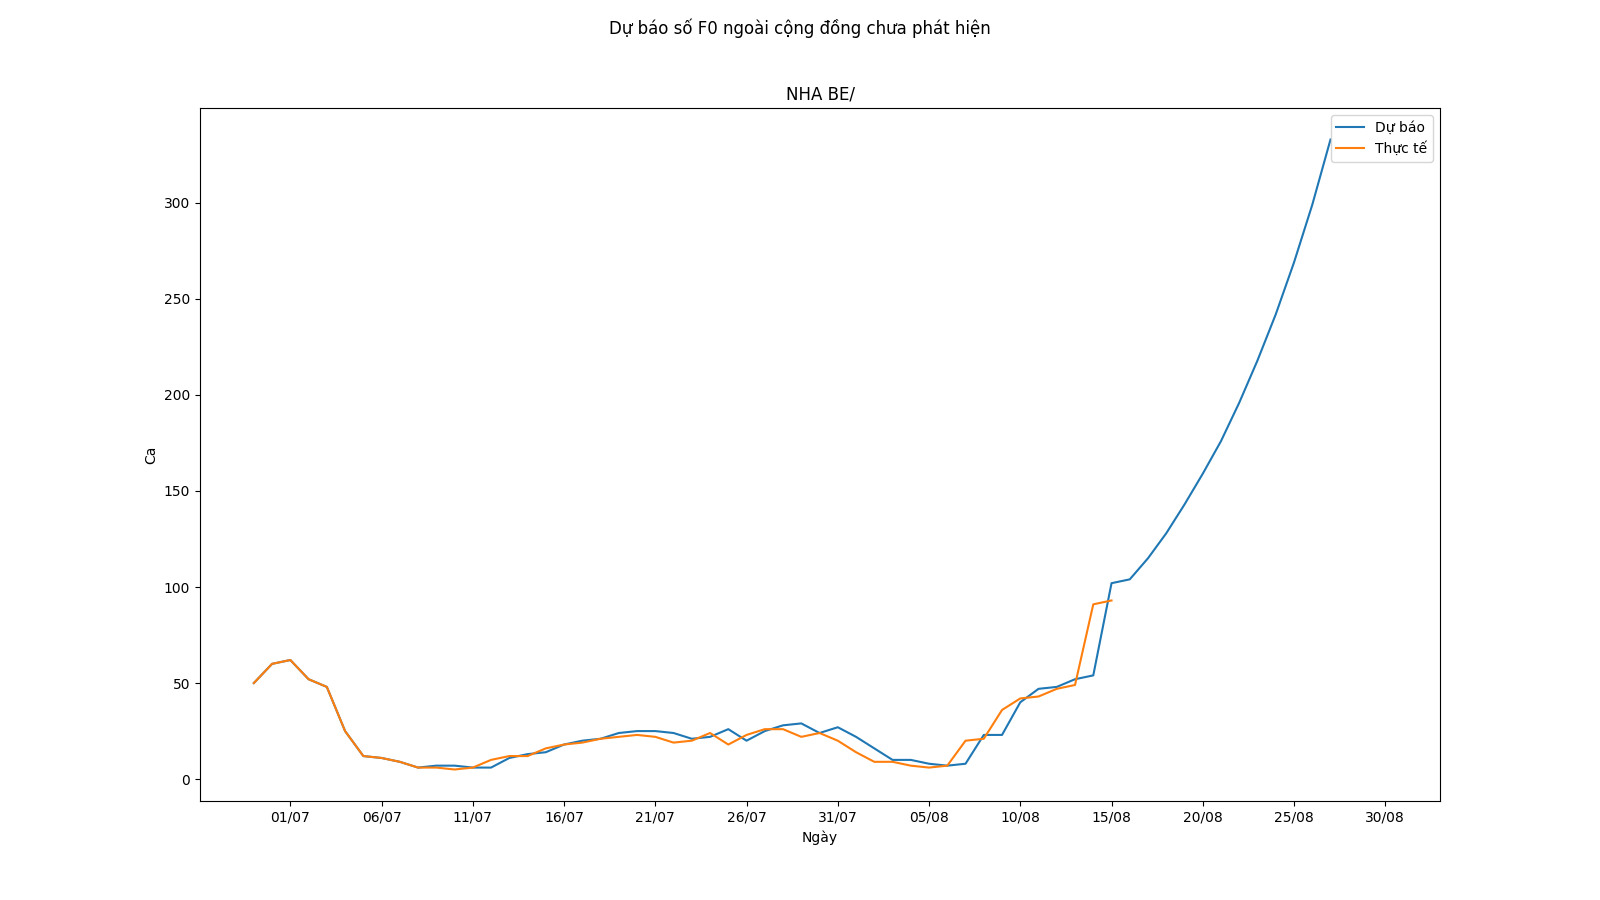 Dự báo số F0 ngoài cộng đồng chưa phát hiện
NHA BE/
Dự báo
Thực tế
300
250
200
150
100
50
0
Ca
01/07 06/07 11/07 16/07 21/07 26/07 31/07 05/08 10/08 15/08 20/08 25/08 30/08
Ngày